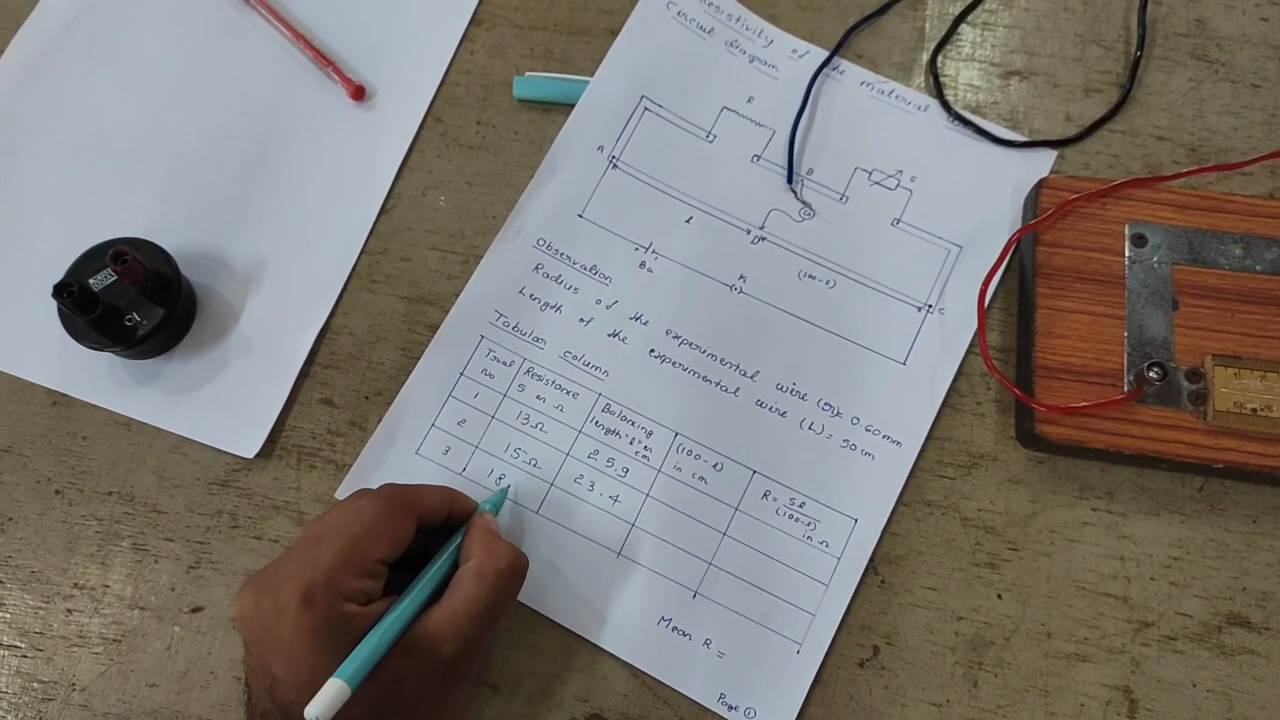 Resistivity of the material
Circuit diagram
R
B
S
G
A
l
D
(100-l)
C
Ba
K
Observation
Radius of the experimental wire (r)= 0.60mm
Length of the experimental wire (L)= 50cm
Tabular column
Trial No
Resistance S in Ω
Balancing length "l" in cm
(100-l) in cm
R= Sl/(100-l) in Ω
1 13Ω 25.9
2 15Ω 23.4
3 18
Mean R =
Page 1